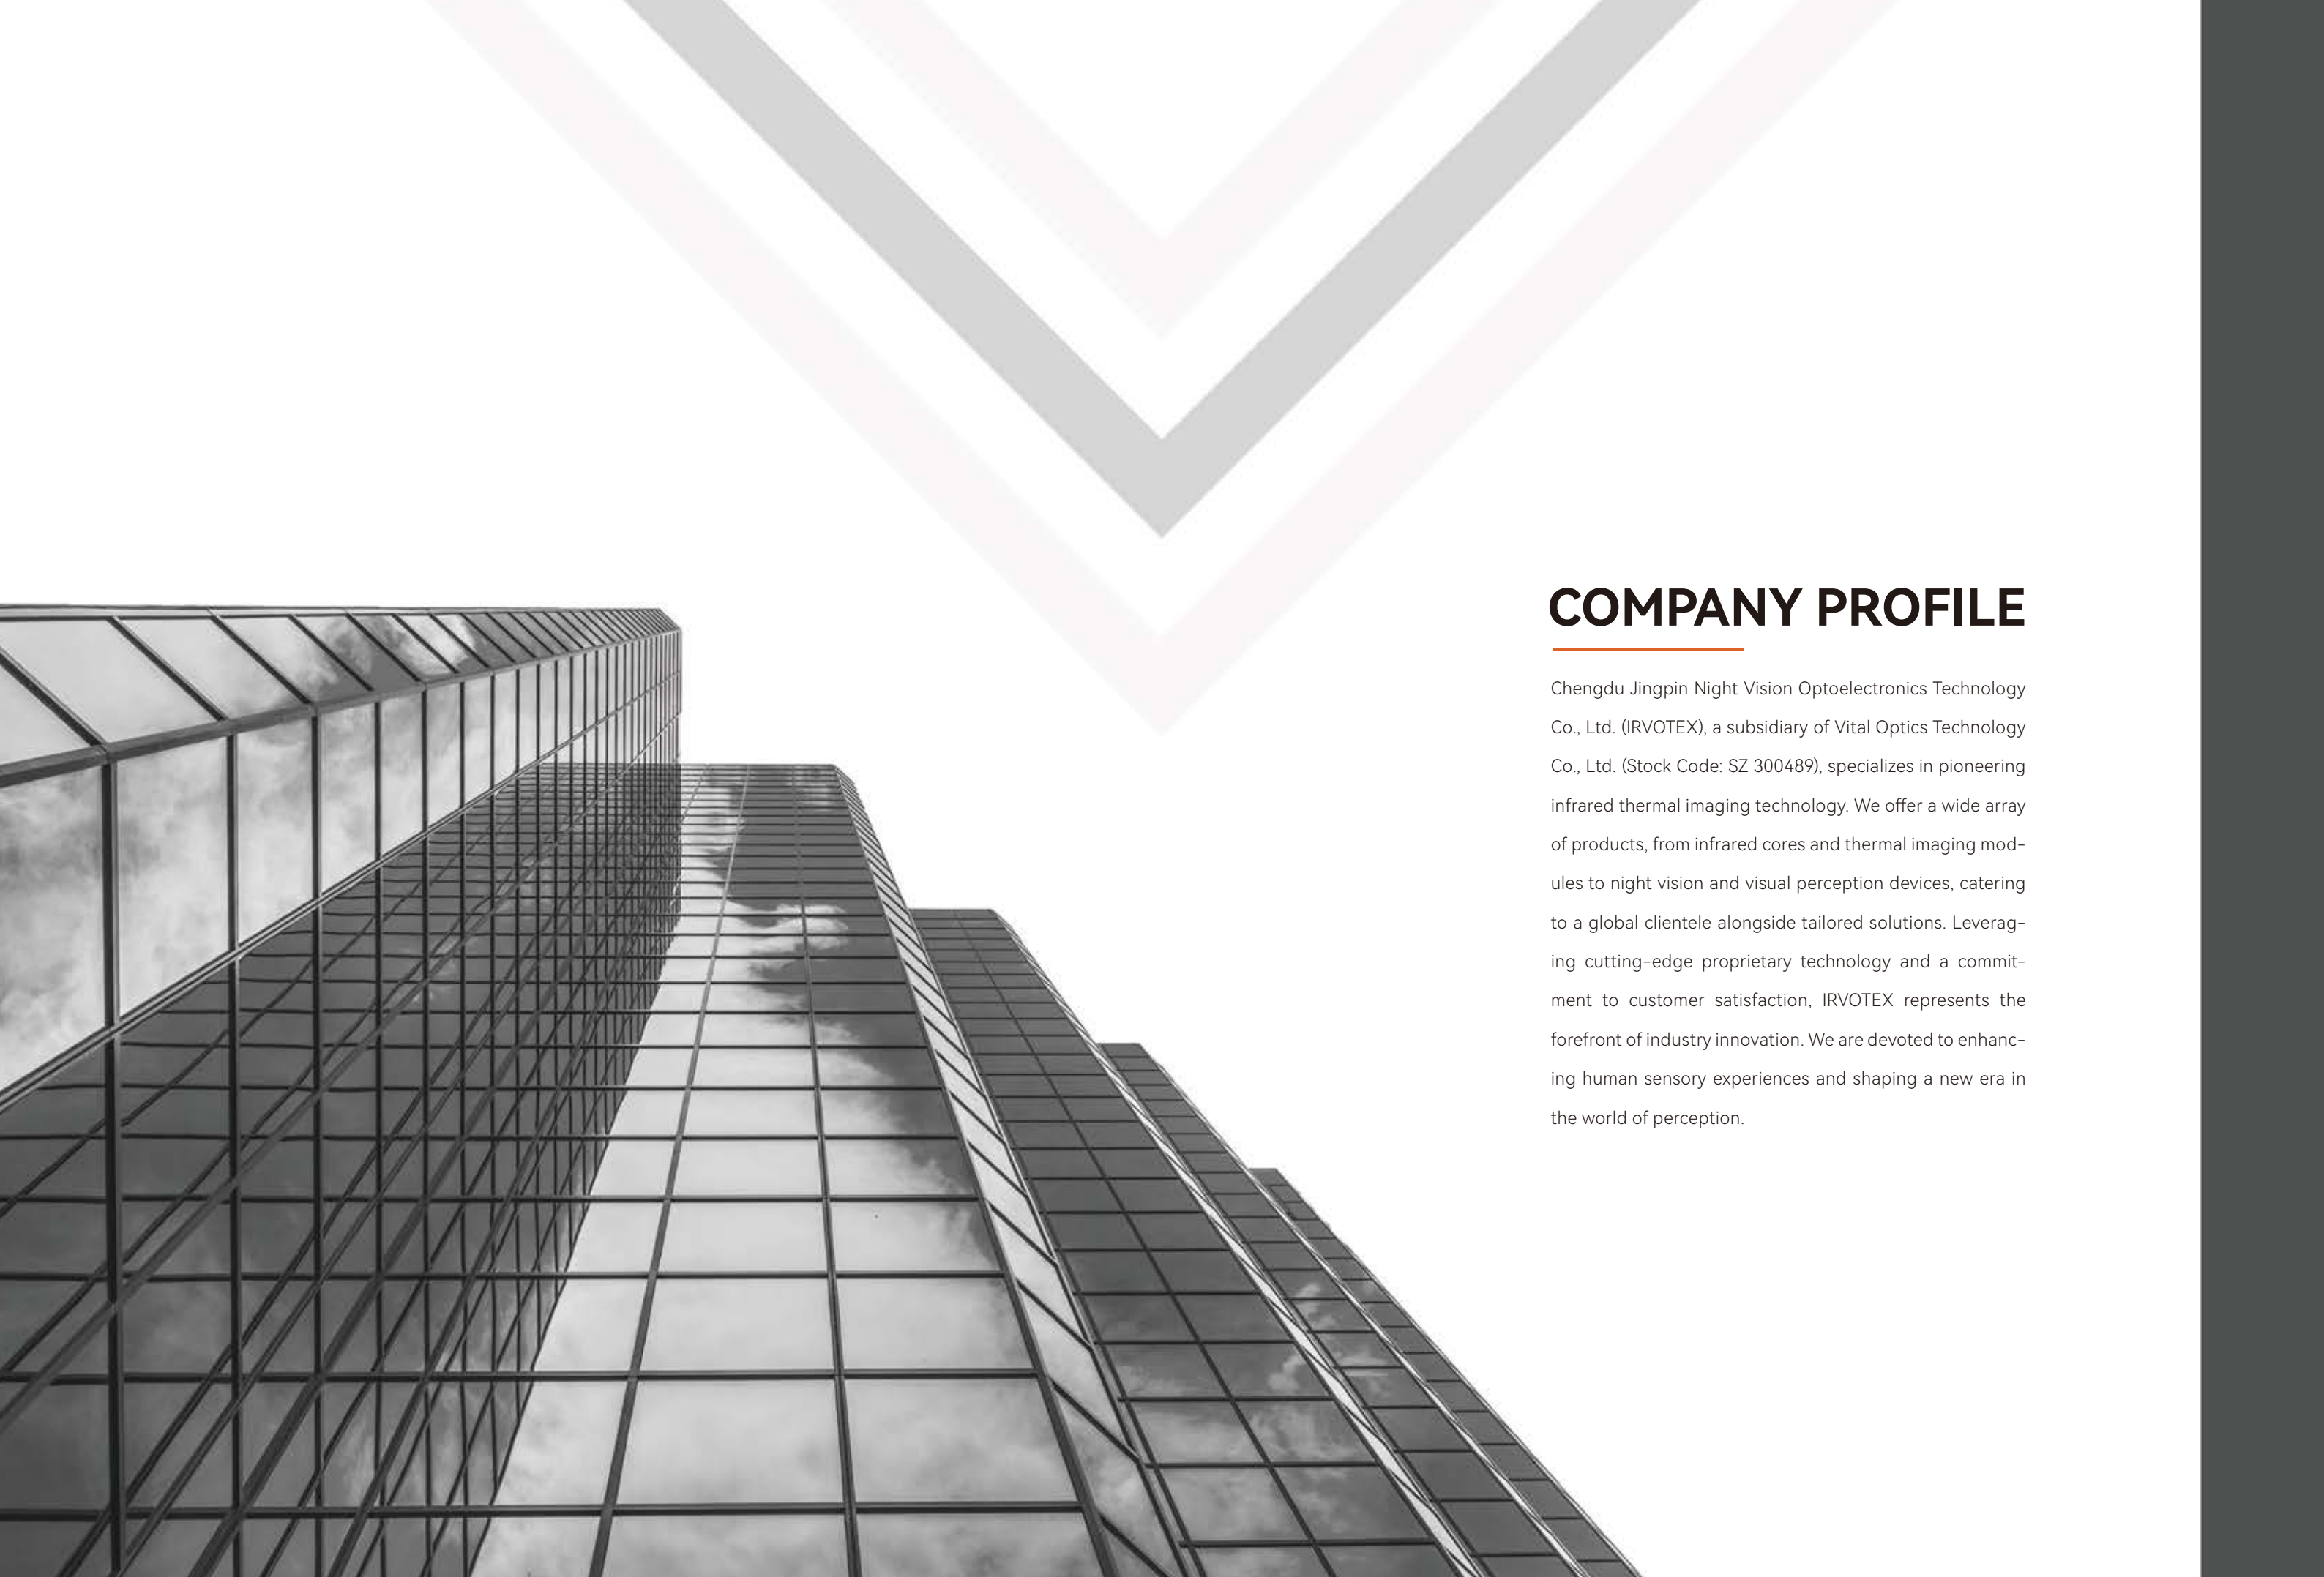 COMPANY PROFILE
Chengdu Jingpin Night Vision Optoelectronics Technology
Co., Ltd. (IRVOTEX), a subsidiary of Vital Optics Technology
Co., Ltd. (Stock Code: SZ 300489), specializes in pioneering
infrared thermal imaging technology. We offer a wide array
of products, from infrared cores and thermal imaging mod-
ules to night vision and visual perception devices, catering
to a global clientele alongside tailored solutions. Leverag-
ing cutting-edge proprietary technology and a commit-
ment to customer satisfaction, IRVOTEX represents the
forefront of industry innovation. We are devoted to enhanc-
ing human sensory experiences and shaping a new era in
the world of perception.